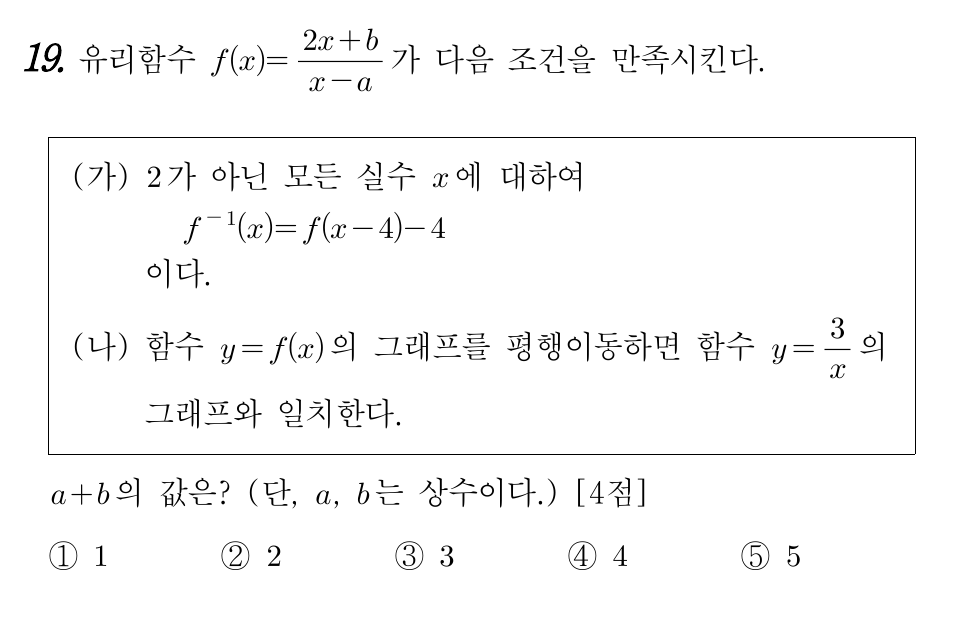 19. 유리함수 f(x)=\frac{2x+b}{x-a}가 다음 조건을 만족시킨다.
(가) 2가 아닌 모든 실수 x에 대하여
f^{-1}(x)=f(x-4)-4
이다.
(나) 함수 y=f(x)의 그래프를 평행이동하면 함수 y=\frac{3}{x}의
그래프와 일치한다.
a+b의 값은? (단, a, b는 상수이다.) [4점]
① 1 ② 2 ③ 3 ④ 4 ⑤ 5